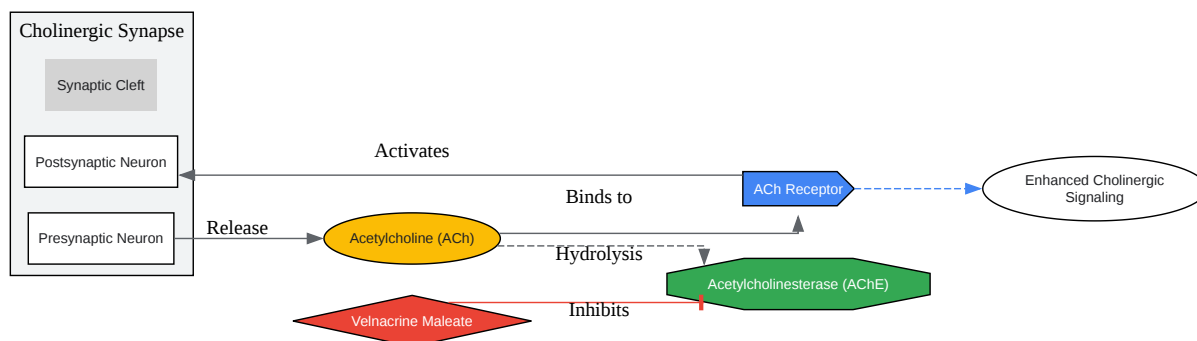 Cholinergic Synapse
Synaptic Cleft
Postsynaptic Neuron
Presynaptic Neuron
Activates
Release
Binds to
Acetylcholine (ACh)
Hydrolysis
ACh Receptor
Enhanced Cholinergic
Signaling
Acetylcholinesterase (AChE)
Inhibits
Velnacrine Maleate